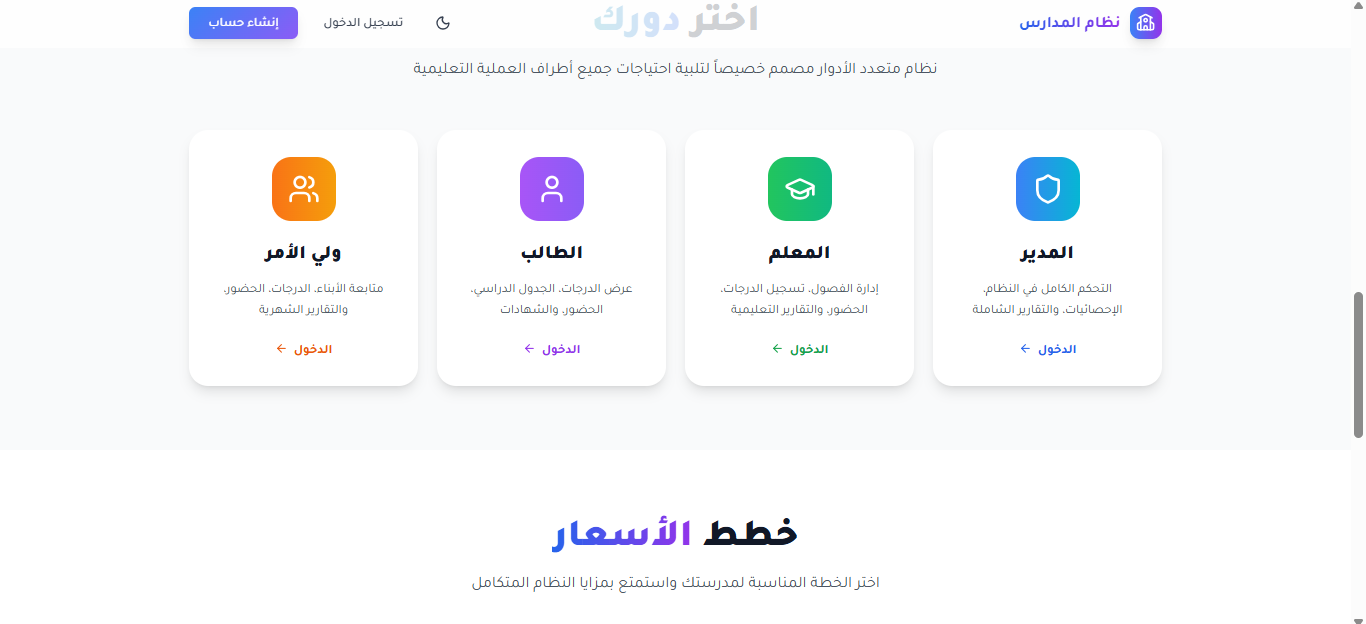 نظام المدارس
اختر دورك
تسجيل الدخول
إنشاء حساب
نظام متعدد الأدوار مصمم خصيصاً لتلبية احتياجات جميع أطراف العملية التعليمية
المدير
التحكم الكامل في النظام،
الإحصائيات، والتقارير الشاملة
الدخول ←
المعلم
إدارة الفصول، تسجيل الدرجات،
الحضور، والتقارير التعليمية
الدخول ←
الطالب
عرض الدرجات، الجدول الدراسي،
الحضور، والشهادات
الدخول ←
ولي الأمر
متابعة الأبناء، الدرجات، الحضور،
والتقارير الشهرية
الدخول ←
خطط الأسعار
اختر الخطة المناسبة لمدرستك واستمتع بمزايا النظام المتكامل